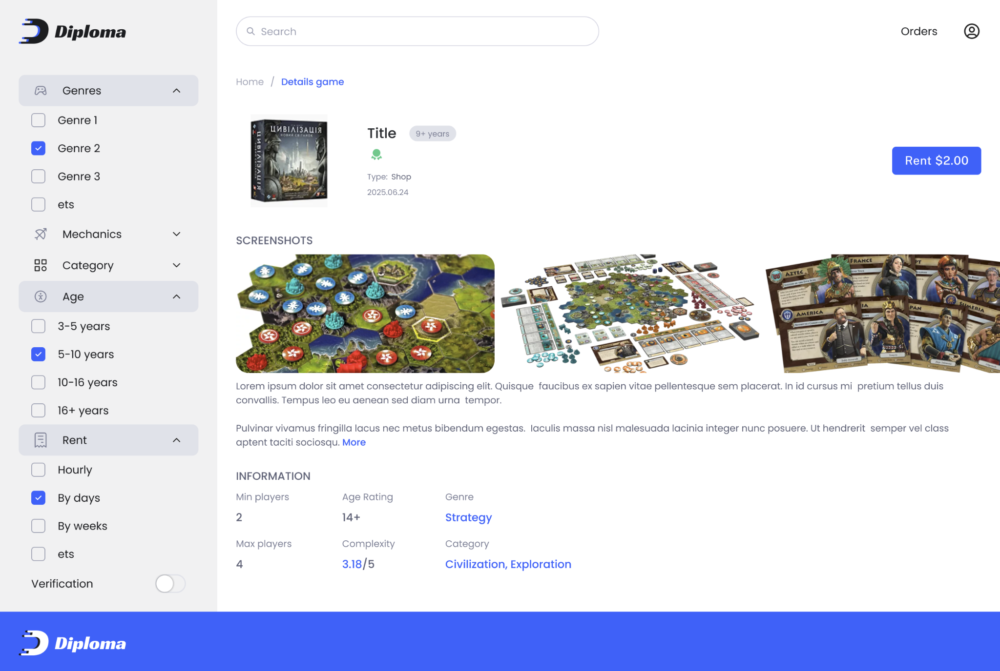 Diploma
Search
Orders
Genres
Genre 1
Genre 2
Genre 3
ets
Mechanics
Category
Age
3-5 years
5-10 years
10-16 years
16+ years
Rent
Hourly
By days
By weeks
ets
Verification
Home / Details game
ЦИВІЛІЗАЦІЯ
НОВИЙ СВІТАНОК
ЦИВІЛІЗАЦІЯ
Title
9+ years
Type: Shop
2025.06.24
Rent $2.00
SCREENSHOTS
AZTEC
FRANCE
AMERICA
SUMERIA
Lorem ipsum dolor sit amet consectetur adipiscing elit. Quisque faucibus ex sapien vitae pellentesque sem placerat. In id cursus mi pretium tellus duis
convallis. Tempus leo eu aenean sed diam urna tempor.
Pulvinar vivamus fringilla lacus nec metus bibendum egestas. Iaculis massa nisl malesuada lacinia integer nunc posuere. Ut hendrerit semper vel class
aptent taciti sociosqu. More
INFORMATION
Min players
Age Rating
Genre
2
14+
Strategy
Max players
Complexity
Category
4
3.18/5
Civilization, Exploration
Diploma